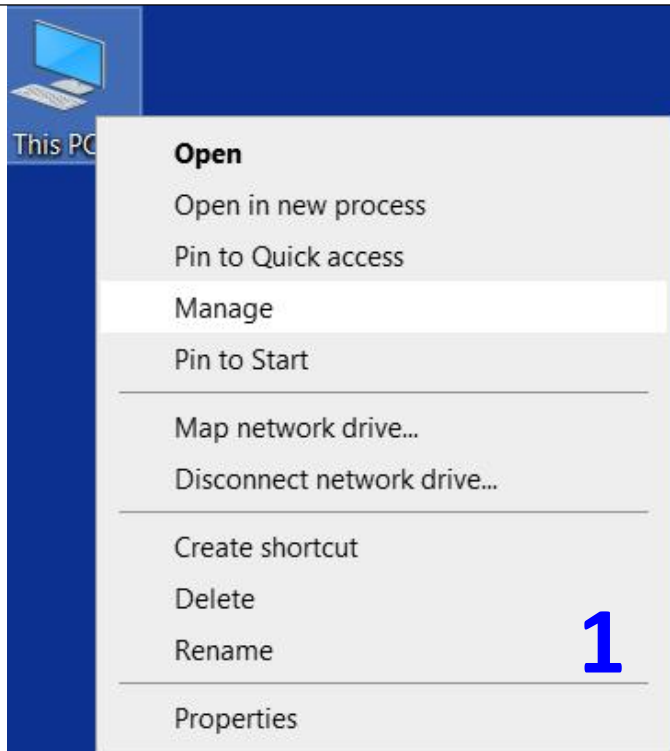 This PC
Open
Open in new process
Pin to Quick access
Manage
Pin to Start
Map network drive...
Disconnect network drive...
Create shortcut
Delete
Rename
1
Properties